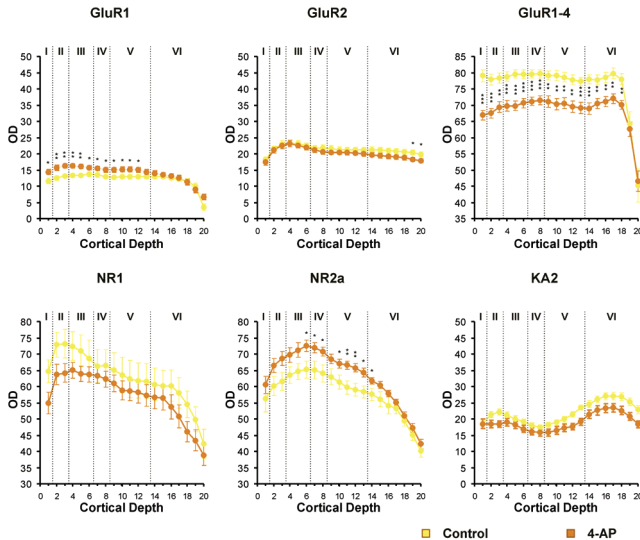 GluR1 GluR2 GluR1-4
I II III IV V VI I II III IV V VI I II III IV V VI
50 45 40 35 30 25 20 15 10 5 0
OD
0 2 4 6 8 10 12 14 16 18 20
Cortical Depth
50 45 40 35 30 25 20 15 10 5 0
OD
0 2 4 6 8 10 12 14 16 18 20
Cortical Depth
85 80 75 70 65 60 55 50 45 40 35
OD
0 2 4 6 8 10 12 14 16 18 20
Cortical Depth
NR1 NR2a KA2
I II III IV V VI I II III IV V VI I II III IV V VI
80 75 70 65 60 55 50 45 40 35 30
OD
0 2 4 6 8 10 12 14 16 18 20
Cortical Depth
80 75 70 65 60 55 50 45 40 35 30
OD
0 2 4 6 8 10 12 14 16 18 20
Cortical Depth
50 45 40 35 30 25 20 15 10 5 0
OD
0 2 4 6 8 10 12 14 16 18 20
Cortical Depth
Control 4-AP